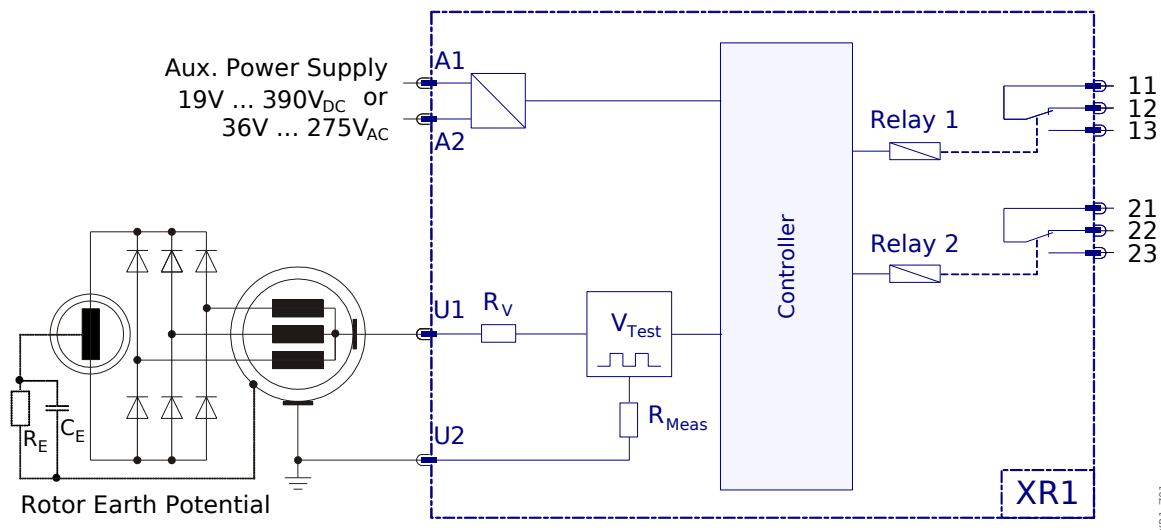 Aux. Power Supply
19V ... 390VDC or
36V ... 275VAC
A1
A2
Relay 1
11
12
13
Relay 2
21
22
23
Controller
U1
RV
VTest
RMeas
U2
RE
CE
Rotor Earth Potential
XR1